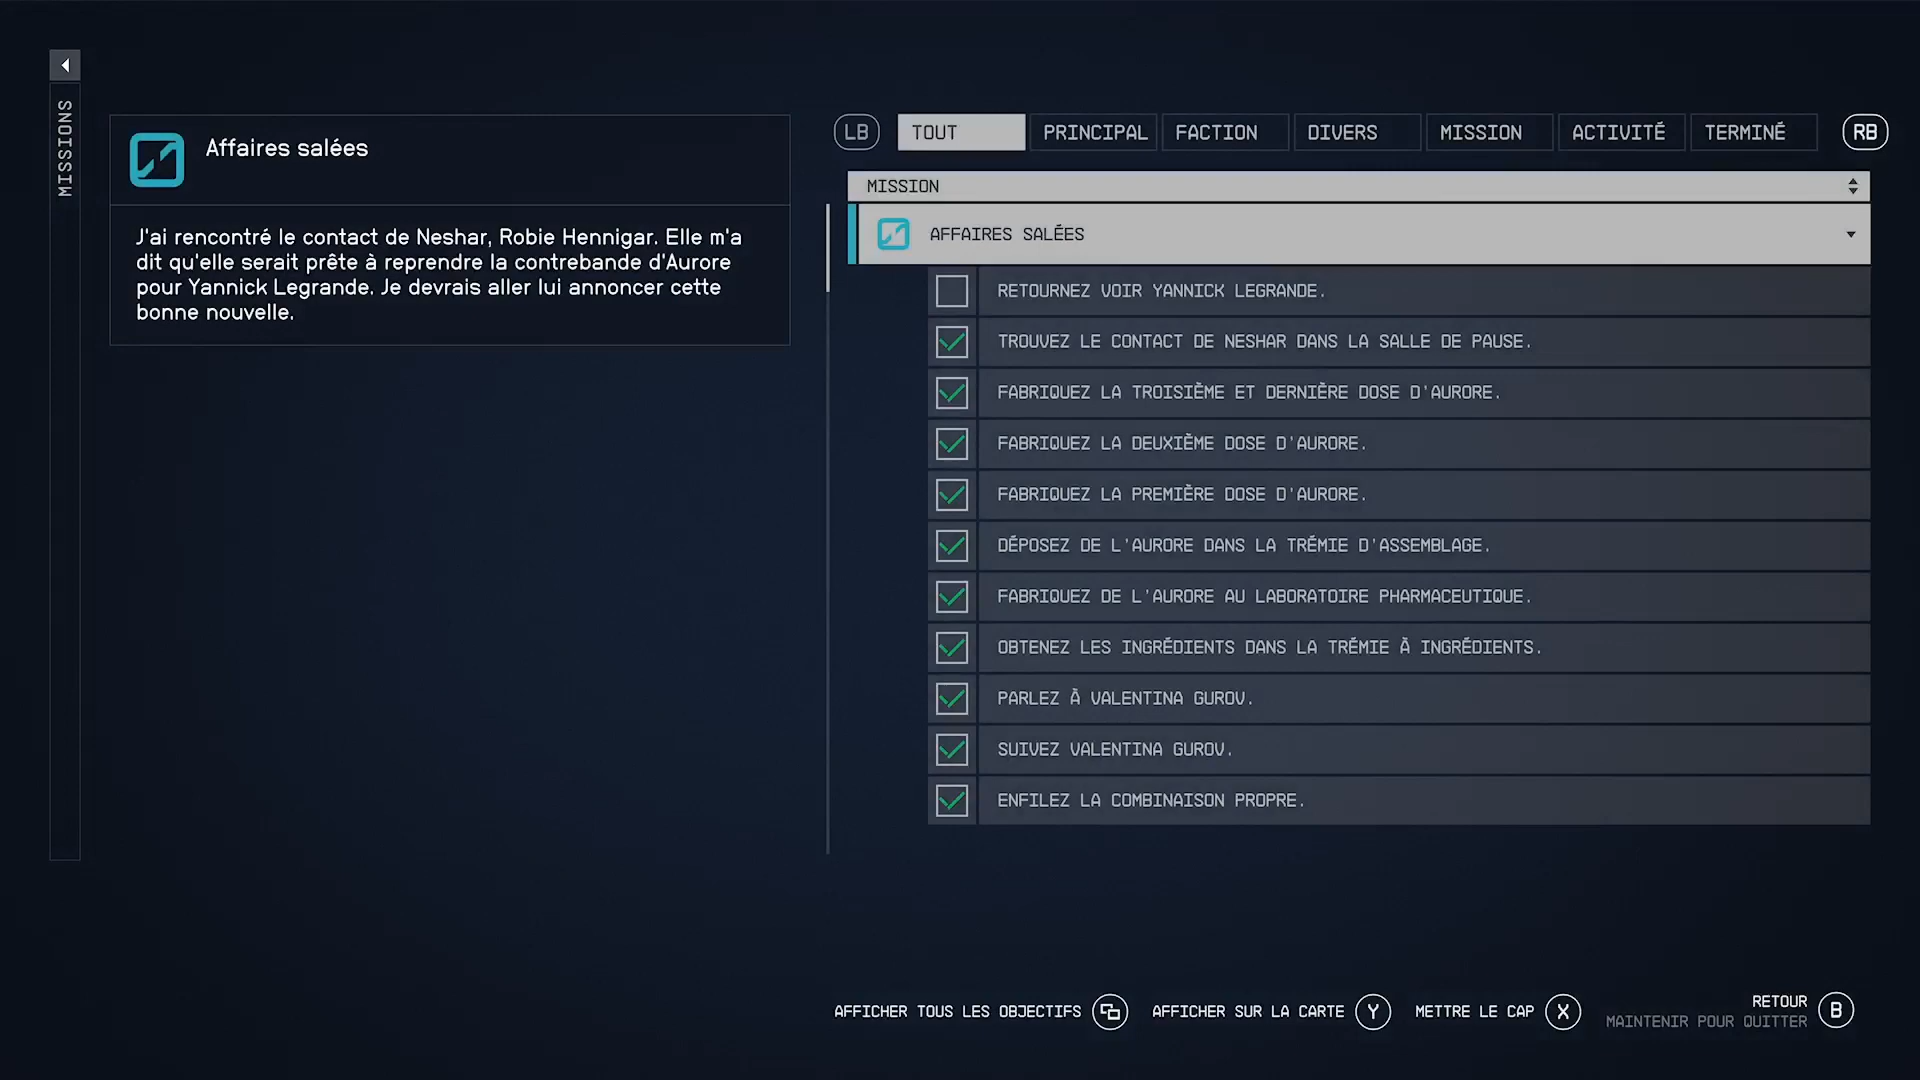 MISSIONS
Affaires salées
J'ai rencontré le contact de Neshar, Robie Hennigar. Elle m'a
dit qu'elle serait prête à reprendre la contrebande d'Aurore
pour Yannick Legrande. Je devrais aller lui annoncer cette
bonne nouvelle.
LB TOUT PRINCIPAL FACTION DIVERS MISSION ACTIVITÉ TERMINÉ RB
MISSION
AFFAIRES SALÉES
RETOURNEZ VOIR YANNICK LEGRANDE.
TROUVEZ LE CONTACT DE NESHAR DANS LA SALLE DE PAUSE.
FABRIQUEZ LA TROISIÈME ET DERNIÈRE DOSE D'AURORE.
FABRIQUEZ LA DEUXIÈME DOSE D'AURORE.
FABRIQUEZ LA PREMIÈRE DOSE D'AURORE.
DÉPOSEZ DE L'AURORE DANS LA TRÉMIE D'ASSEMBLAGE.
FABRIQUEZ DE L'AURORE AU LABORATOIRE PHARMACEUTIQUE.
OBTENEZ LES INGRÉDIENTS DANS LA TRÉMIE À INGRÉDIENTS.
PARLEZ À VALENTINA GUROV.
SUIVEZ VALENTINA GUROV.
ENFILEZ LA COMBINAISON PROPRE.
AFFICHER TOUS LES OBJECTIFS AFFICHER SUR LA CARTE Y METTRE LE CAP X RETOUR B
MAINTENIR POUR QUITTER